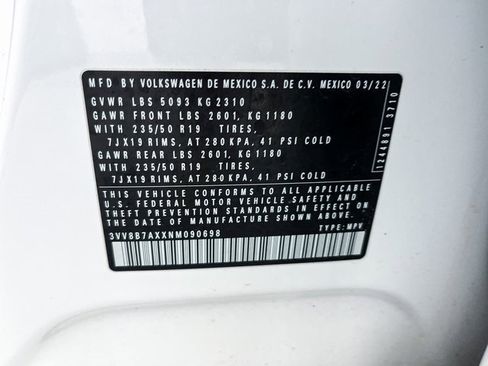 MFD BY VOLKSWAGEN DE MEXICO S.A. DE C.V. MEXICO 03/22
GVWR LBS 5093 KG 2310
GAWR FRONT LBS 2601, KG 1180
WITH 235/50 R19 TIRES,
7JX19 RIMS, AT 280 KPA, 41 PSI COLD
GAWR REAR LBS 2601, KG 1180
WITH 235/50 R19 TIRES,
7JX19 RIMS, AT 280 KPA, 41 PSI COLD
THIS VEHICLE CONFORMS TO ALL APPLICABLE
U.S. FEDERAL MOTOR VEHICLE SAFETY AND
THEFT PREVENTION STANDARDS IN EFFECT ON
THE DATE OF MANUFACTURE SHOWN ABOVE.
3VV8B7AXXNM090698 TYPE: MPV
1244891 3710